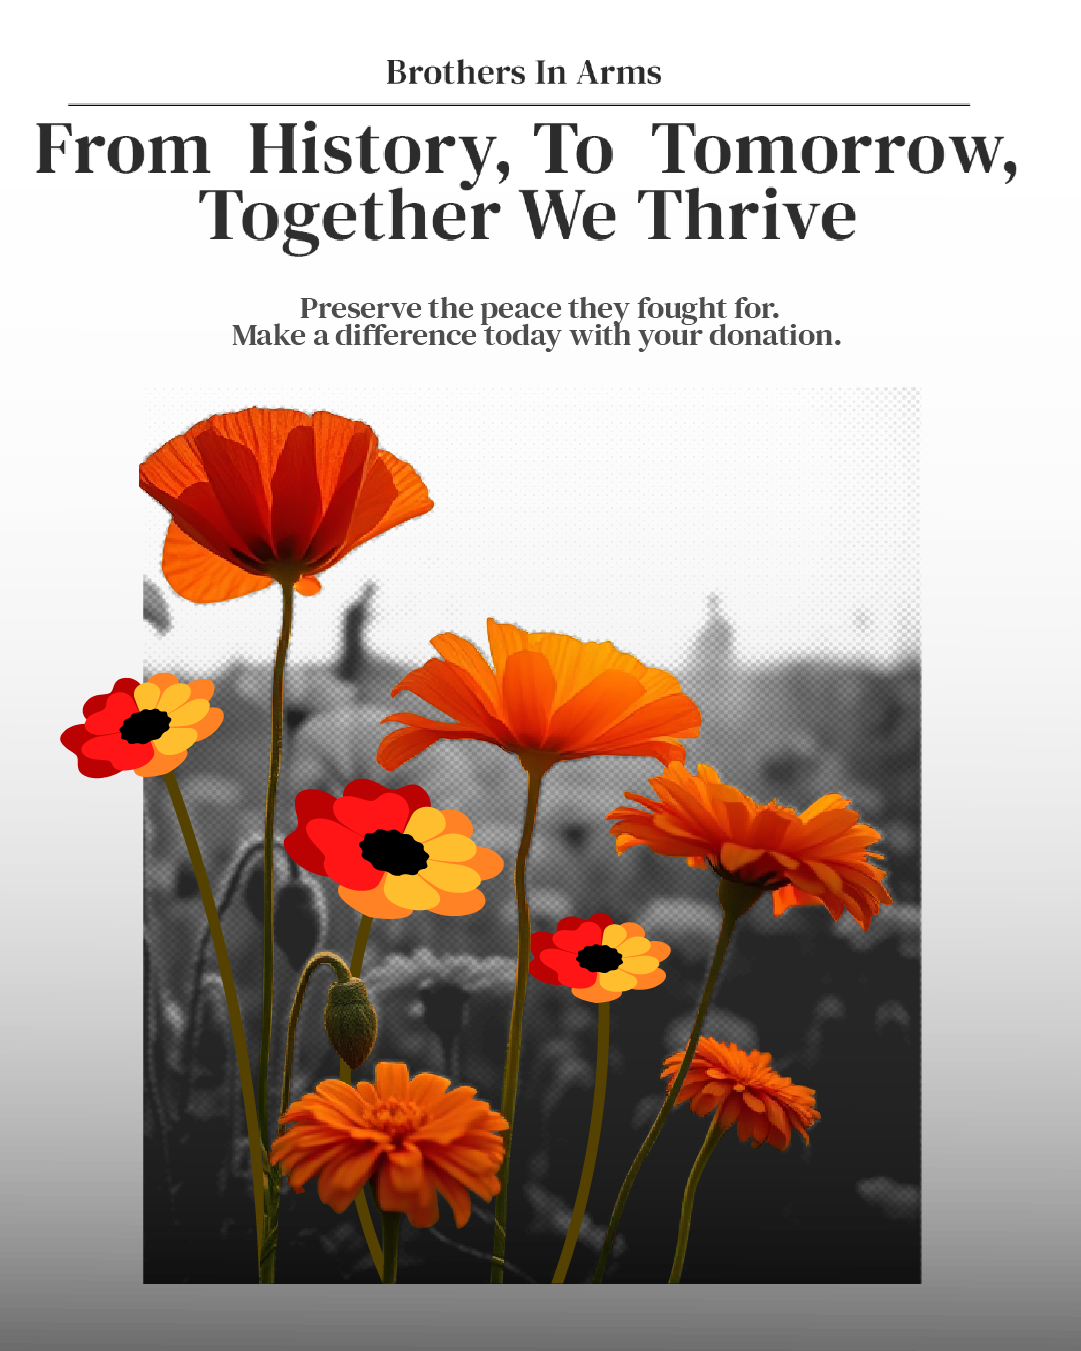 Brothers In Arms
From History, To Tomorrow,
Together We Thrive
Preserve the peace they fought for.
Make a difference today with your donation.